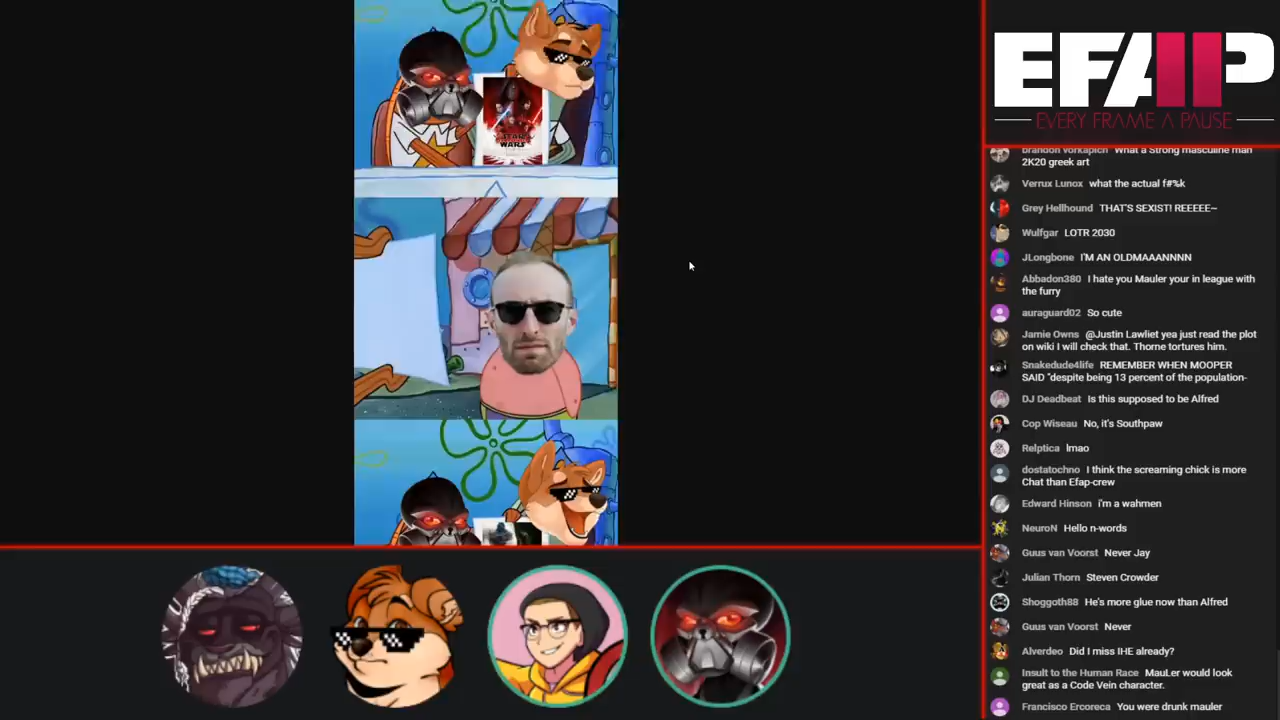 STAR
WARS
EFAP
EVERY FRAME A PAUSE
brandon vorkapich What a Strong masculine man
2K20 greek art
Verrux Lunox what the actual f#%k
Grey Hellhound THAT'S SEXIST! REEEEE~
Wulfgar LOTR 2030
JLongbone I'M AN OLDMAAANNNN
Abbadon380 I hate you Mauler your in league with
the furry
auraguard02 So cute
Jamie Owns @Justin Lawliet yea just read the plot
on wiki I will check that. Thorne tortures him.
Snakedude4life REMEMBER WHEN MOOPER
SAID "despite being 13 percent of the population-
DJ Deadbeat Is this supposed to be Alfred
Cop Wiseau No, it's Southpaw
Relptica lmao
dostatochno I think the screaming chick is more
Chat than Efap-crew
Edward Hinson i'm a wahmen
NeuroN Hello n-words
Guus van Voorst Never Jay
Julian Thorn Steven Crowder
Shoggoth88 He's more glue now than Alfred
Guus van Voorst Never
Alverdeo Did I miss IHE already?
Insult to the Human Race MauLer would look
great as a Code Vein character.
Francisco Ercoreca You were drunk mauler